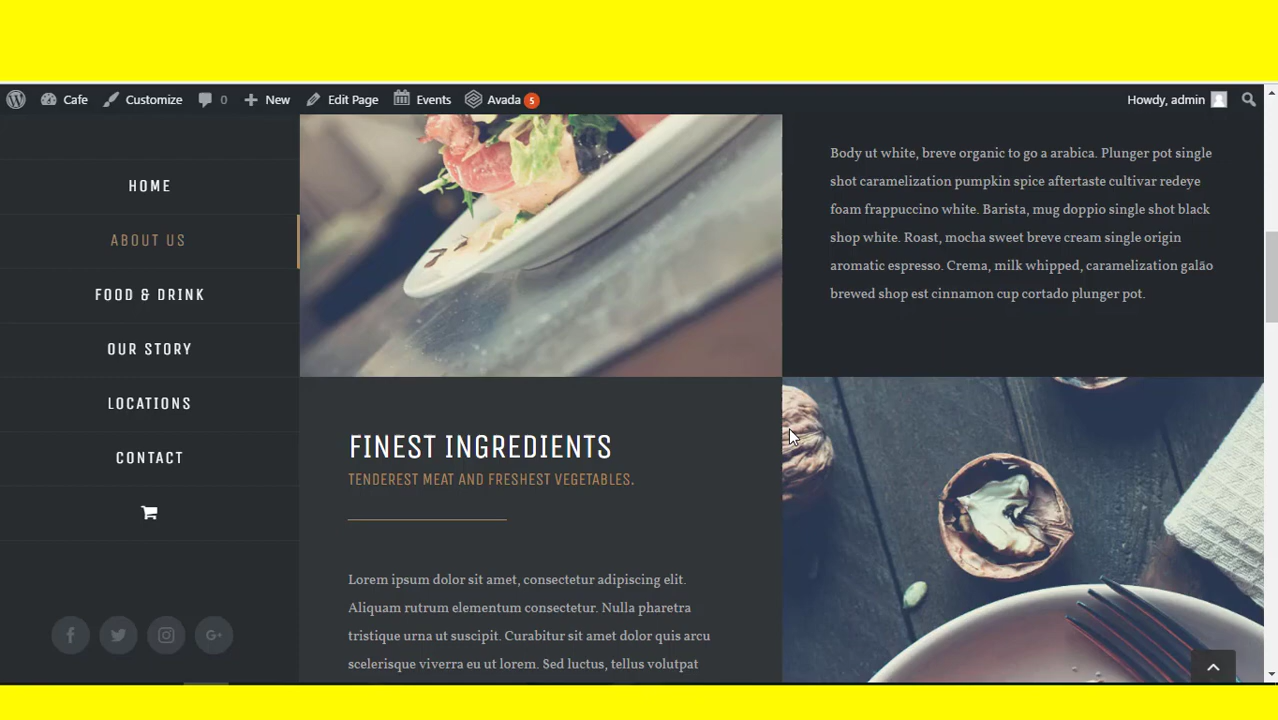 Cafe
Customize
0
New
Edit Page
Events
Avada 5
Howdy, admin
HOME
ABOUT US
FOOD & DRINK
OUR STORY
LOCATIONS
CONTACT
Body ut white, breve organic to go a arabica. Plunger pot single
shot caramelization pumpkin spice aftertaste cultivar redeye
foam frappuccino white. Barista, mug doppio single shot black
shop white. Roast, mocha sweet breve cream single origin
aromatic espresso. Crema, milk whipped, caramelization galão
brewed shop est cinnamon cup cortado plunger pot.
FINEST INGREDIENTS
TENDEREST MEAT AND FRESHEST VEGETABLES.
Lorem ipsum dolor sit amet, consectetur adipiscing elit.
Aliquam rutrum elementum consectetur. Nulla pharetra
tristique urna ut suscipit. Curabitur sit amet dolor quis arcu
scelerisque viverra eu ut lorem. Sed luctus, tellus volutpat